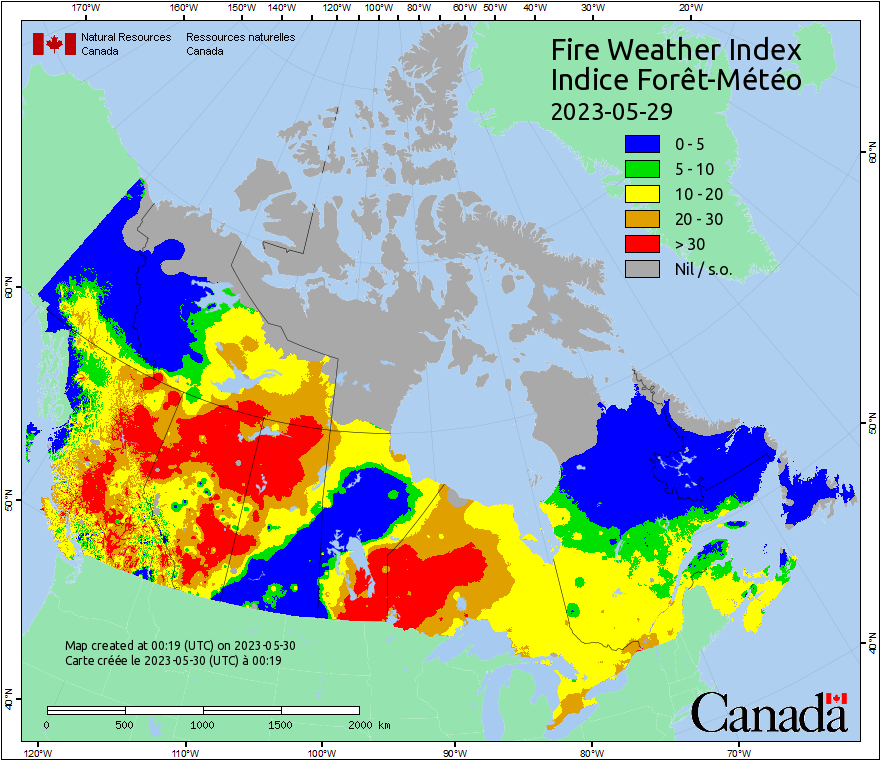 170°W 160°W 150°W 140°W 130°W 120°W 110°W 100°W 90°W 80°W 60°W 50°W 40°W 30°W 20°W
Natural Resources Canada
Ressources naturelles Canada
Fire Weather Index
Indice Forêt-Météo
2023-05-29
0 - 5
5 - 10
10 - 20
20 - 30
> 30
Nil / s.o.
60°N
50°N
40°N
60°N
50°N
40°N
Map created at 00:19 (UTC) on 2023-05-30
Carte créée le 2023-05-30 (UTC) à 00:19
0 500 1000 1500 2000 km
Canada
120°W 110°W 100°W 90°W 80°W 70°W